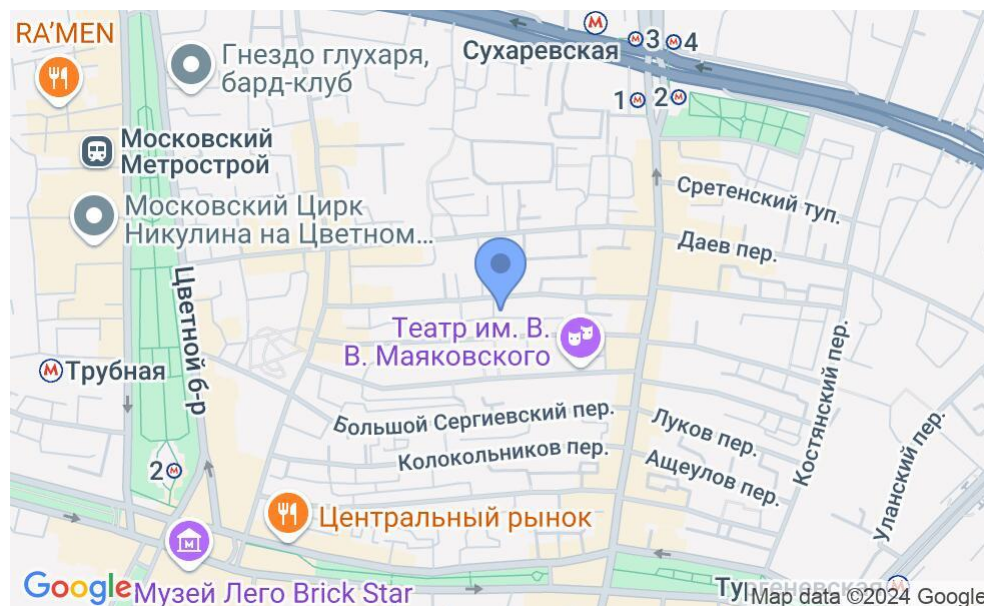 RA'MEN
Гнездо глухаря,
бард-клуб
Сухаревская
3
4
1
2
Московский
Метрострой
Московский Цирк
Никулина на Цветном...
Сретенский туп.
Даев пер.
Цветной б-р
Театр им. В.
В. Маяковского
Трубная
Большой Сергиевский пер.
Колокольников пер.
Луков пер.
Ащеулов пер.
Костянский пер.
Уланский пер.
2
Центральный рынок
Музей Лего Brick Star
Тургеневская
Google
Map data ©2024 Google